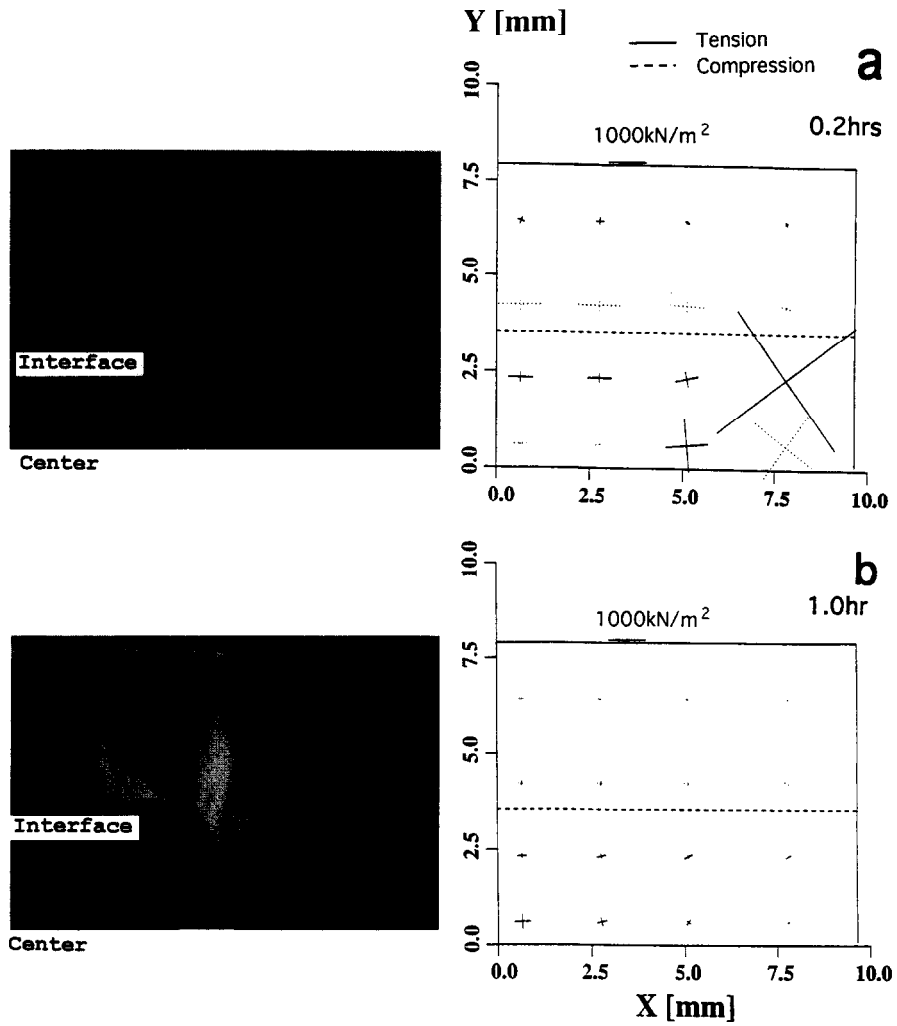 Y [mm]
Tension
Compression
a
0.2hrs
1000kN/m²
10.0
7.5
5.0
2.5
0.0
0.0 2.5 5.0 7.5 10.0
Interface
Center
b
1.0hr
1000kN/m²
10.0
7.5
5.0
2.5
0.0
0.0 2.5 5.0 7.5 10.0
X [mm]
Interface
Center